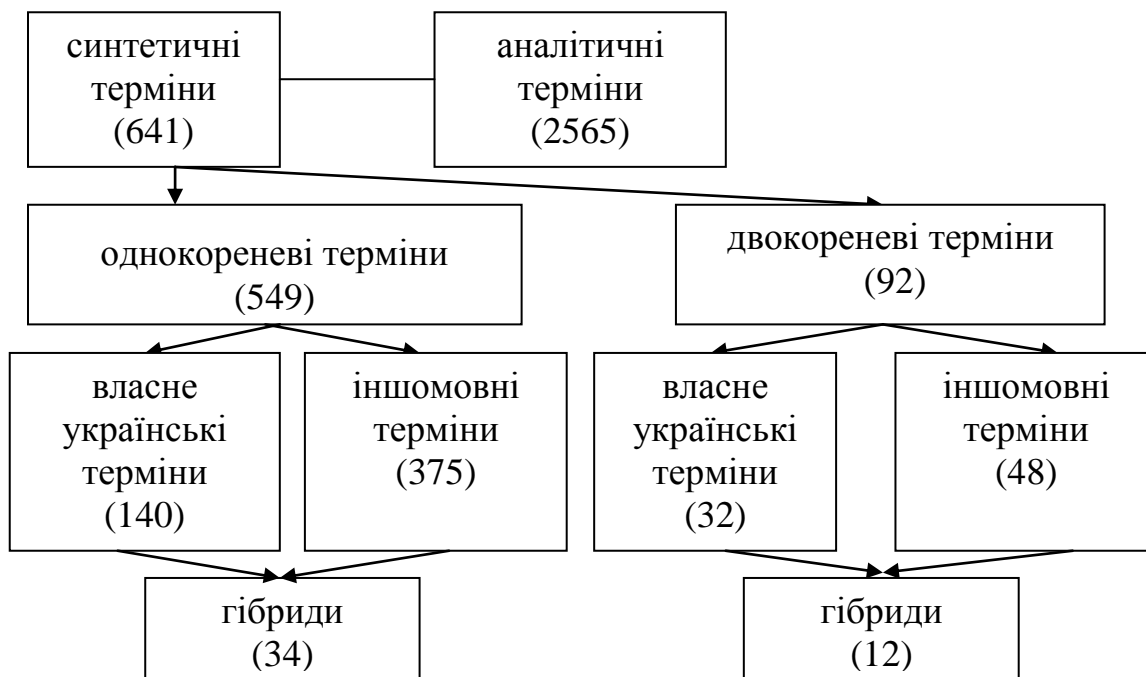 синтетичні
терміни
(641)
аналітичні
терміни
(2565)
однокореневі терміни
(549)
двокореневі терміни
(92)
власне
українські
терміни
(140)
іншомовні
терміни
(375)
власне
українські
терміни
(32)
іншомовні
терміни
(48)
гібриди
(34)
гібриди
(12)